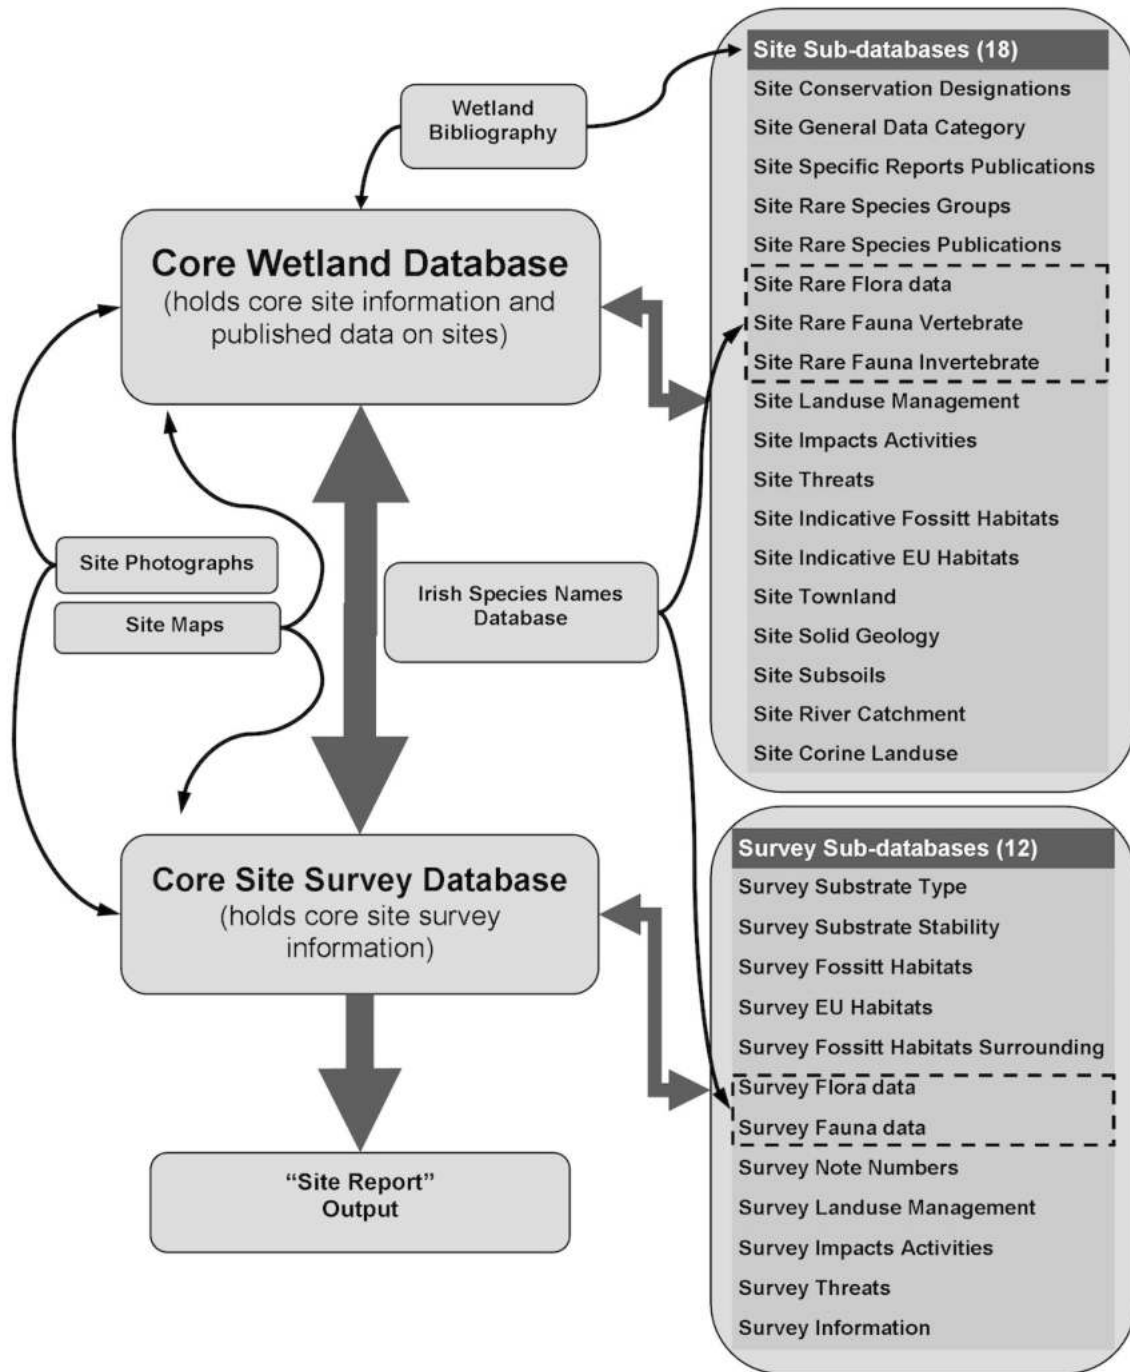 Wetland
Bibliography
Core Wetland Database
(holds core site information and
published data on sites)
Site Photographs
Site Maps
Irish Species Names
Database
Core Site Survey Database
(holds core site survey
information)
“Site Report”
Output
Site Sub-databases (18)
Site Conservation Designations
Site General Data Category
Site Specific Reports Publications
Site Rare Species Groups
Site Rare Species Publications
Site Rare Flora data
Site Rare Fauna Vertebrate
Site Rare Fauna Invertebrate
Site Landuse Management
Site Impacts Activities
Site Threats
Site Indicative Fossitt Habitats
Site Indicative EU Habitats
Site Townland
Site Solid Geology
Site Subsoils
Site River Catchment
Site Corine Landuse
Survey Sub-databases (12)
Survey Substrate Type
Survey Substrate Stability
Survey Fossitt Habitats
Survey EU Habitats
Survey Fossitt Habitats Surrounding
Survey Flora data
Survey Fauna data
Survey Note Numbers
Survey Landuse Management
Survey Impacts Activities
Survey Threats
Survey Information